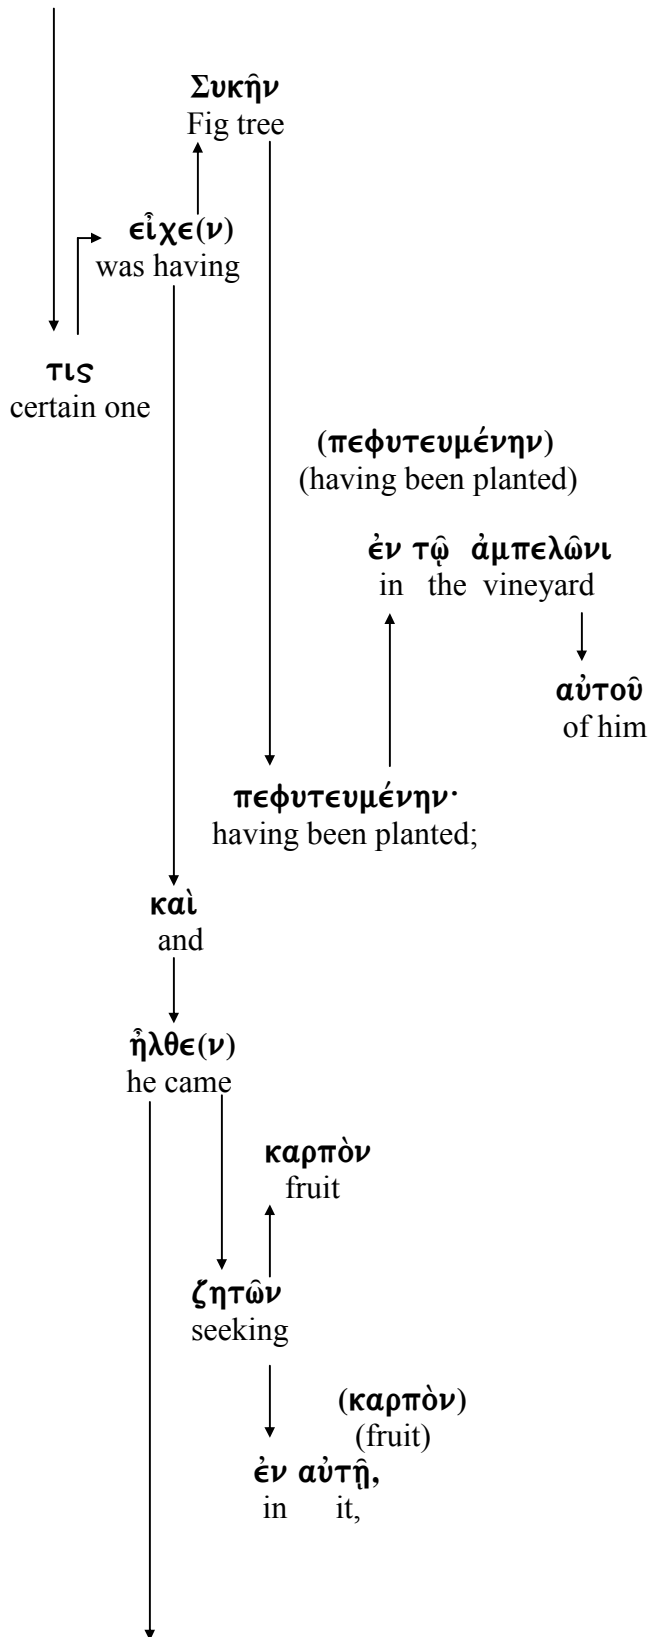 Συκῆν
Fig tree
εἶχε(ν)
was having
τις
certain one
(πεφυτευμένην)
(having been planted)
ἐν τῷ ἀμπελῶνι
in the vineyard
αὐτοῦ
of him
πεφυτευμένην·
having been planted;
καὶ
and
ἦλθε(ν)
he came
καρπὸν
fruit
ζητῶν
seeking
(καρπὸν)
(fruit)
ἐν αὐτῇ,
in it,